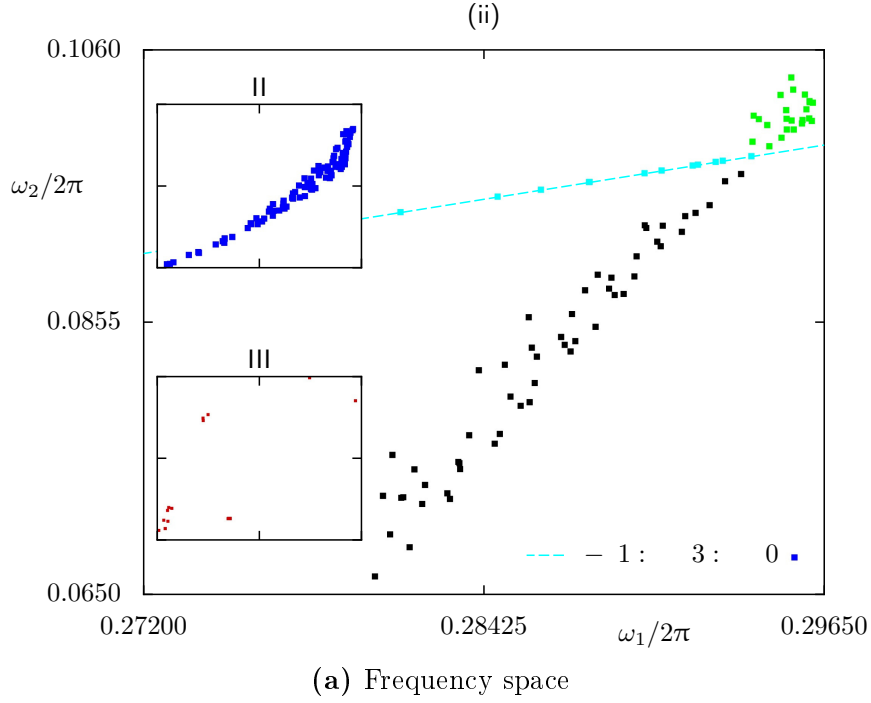 (ii)
0.1060
II
ω₂/2π
0.0855
III
− 1 : 3 : 0
0.0650
0.27200 0.28425 ω₁/2π 0.29650
(a) Frequency space